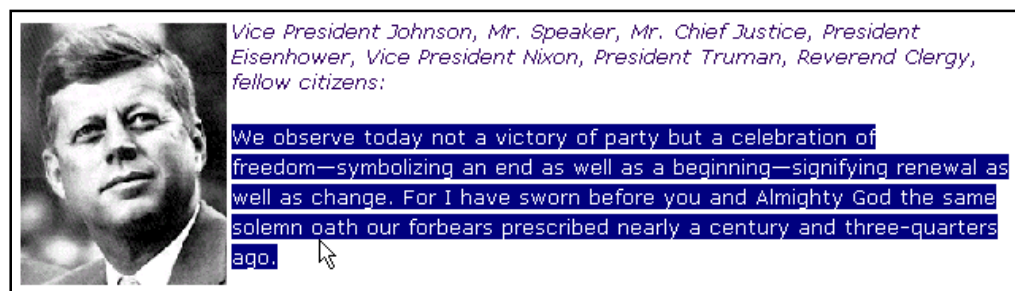 Vice President Johnson, Mr. Speaker, Mr. Chief Justice, President
Eisenhower, Vice President Nixon, President Truman, Reverend Clergy,
fellow citizens:
We observe today not a victory of party but a celebration of
freedom—symbolizing an end as well as a beginning—signifying renewal as
well as change. For I have sworn before you and Almighty God the same
solemn oath our forbears prescribed nearly a century and three-quarters
ago.